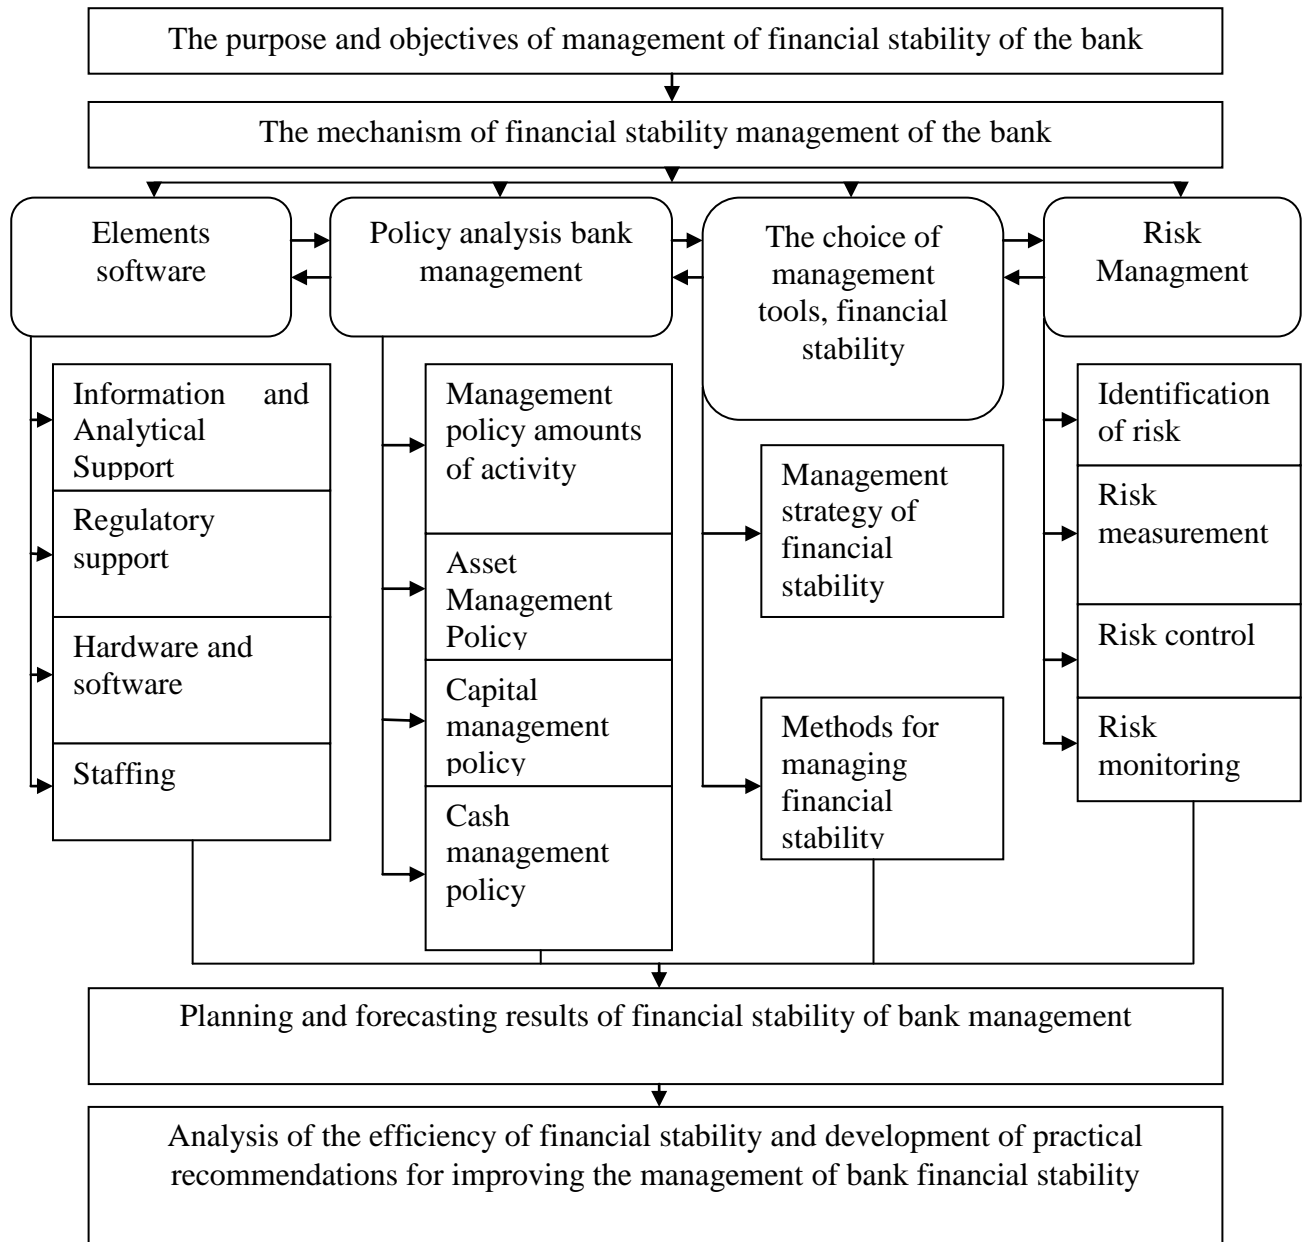 The purpose and objectives of management of financial stability of the bank
The mechanism of financial stability management of the bank
Elements
software
Policy analysis bank
management
The choice of
management
tools, financial
stability
Risk
Managment
Information and
Analytical
Support
Regulatory
support
Hardware and
software
Staffing
Management
policy amounts
of activity
Asset
Management
Policy
Capital
management
policy
Cash
management
policy
Management
strategy of
financial
stability
Methods for
managing
financial
stability
Identification
of risk
Risk
measurement
Risk control
Risk
monitoring
Planning and forecasting results of financial stability of bank management
Analysis of the efficiency of financial stability and development of practical
recommendations for improving the management of bank financial stability